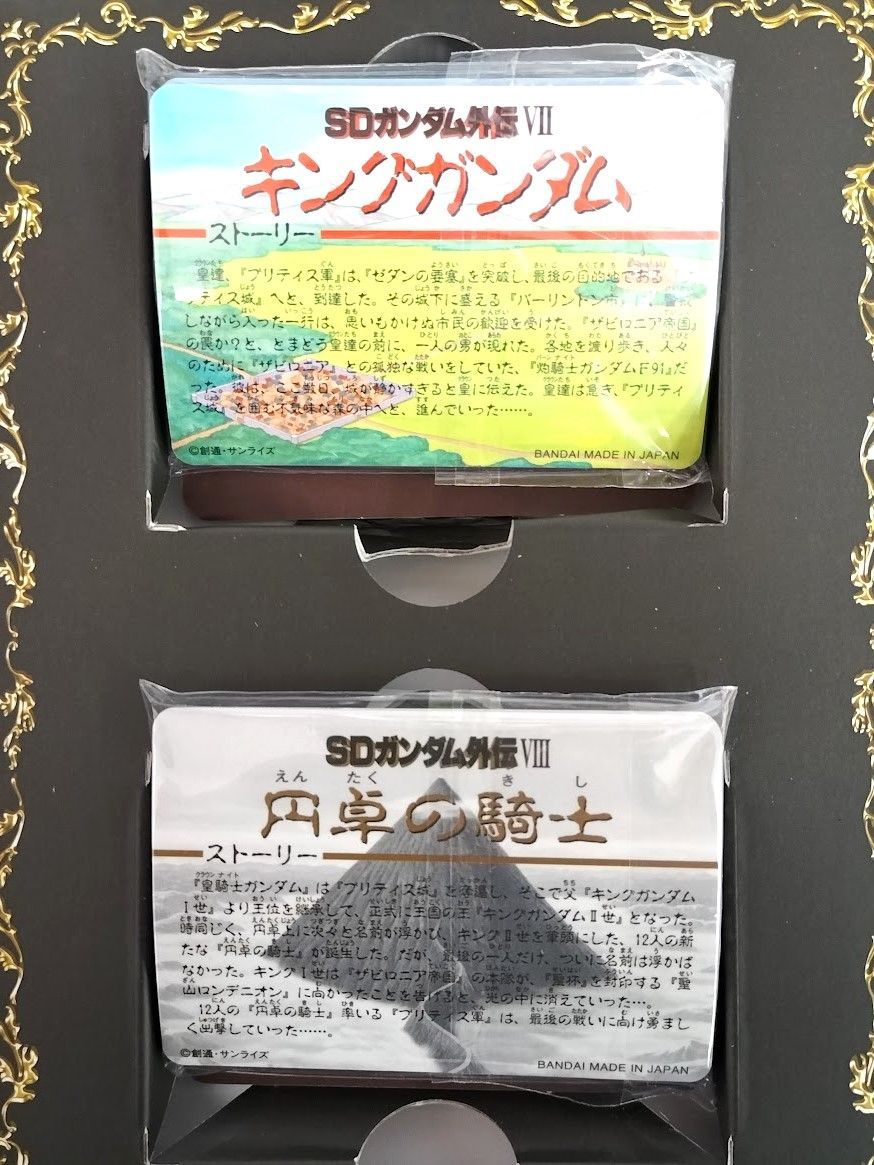 SDガンダム外伝 VII
キングガンダム
ストーリー
皇達、『ブリティス軍』は、『ゼダンの要塞』を突破し、最後の目的地である『ブリ
ティス城』へと、到達した。その城下に盛える『バーリントン市』に、警戒
しながら入った一行は、思いもかけぬ市民の歓迎を受けた。『ザビロニア帝国』
の罠か?と、とまどう皇達の前に、一人の男が現れた。各地を渡り歩き、人々
のために『ザビロニア』との孤独な戦いをしていた、『灼騎士ガンダムF91』だ
った。彼は、ここ数日、城が静かすぎると皇に伝えた。皇達は急ぎ、『ブリティ
ス城』を囲む不気味な森の中へと、進んでいった……。
©創通・サンライズ
BANDAI MADE IN JAPAN
SDガンダム外伝 VIII
えん たく き し
円卓の騎士
ストーリー
『皇騎士ガンダム』は『ブリティス城』を奪還し、そこで父『キングガンダム
I世』より王位を継承して、正式に王国の王『キングガンダムII世』となった。
時同じく、円卓上に次々と名前が浮かび、キングII世を筆頭にした、12人の新
たな『円卓の騎士』が誕生した。だが、最後の一人だけ、ついに名前は浮かば
なかった。キングI世は『ザビロニア帝国』の本隊が、『聖杯』を封印する『聖
山ロンデニオン』に向かったことを告げると、光の中に消えていった…。
12人の『円卓の騎士』率いる『ブリティス軍』は、最後の戦いに向け勇まし
く出撃していった……。
©創通・サンライズ
BANDAI MADE IN JAPAN